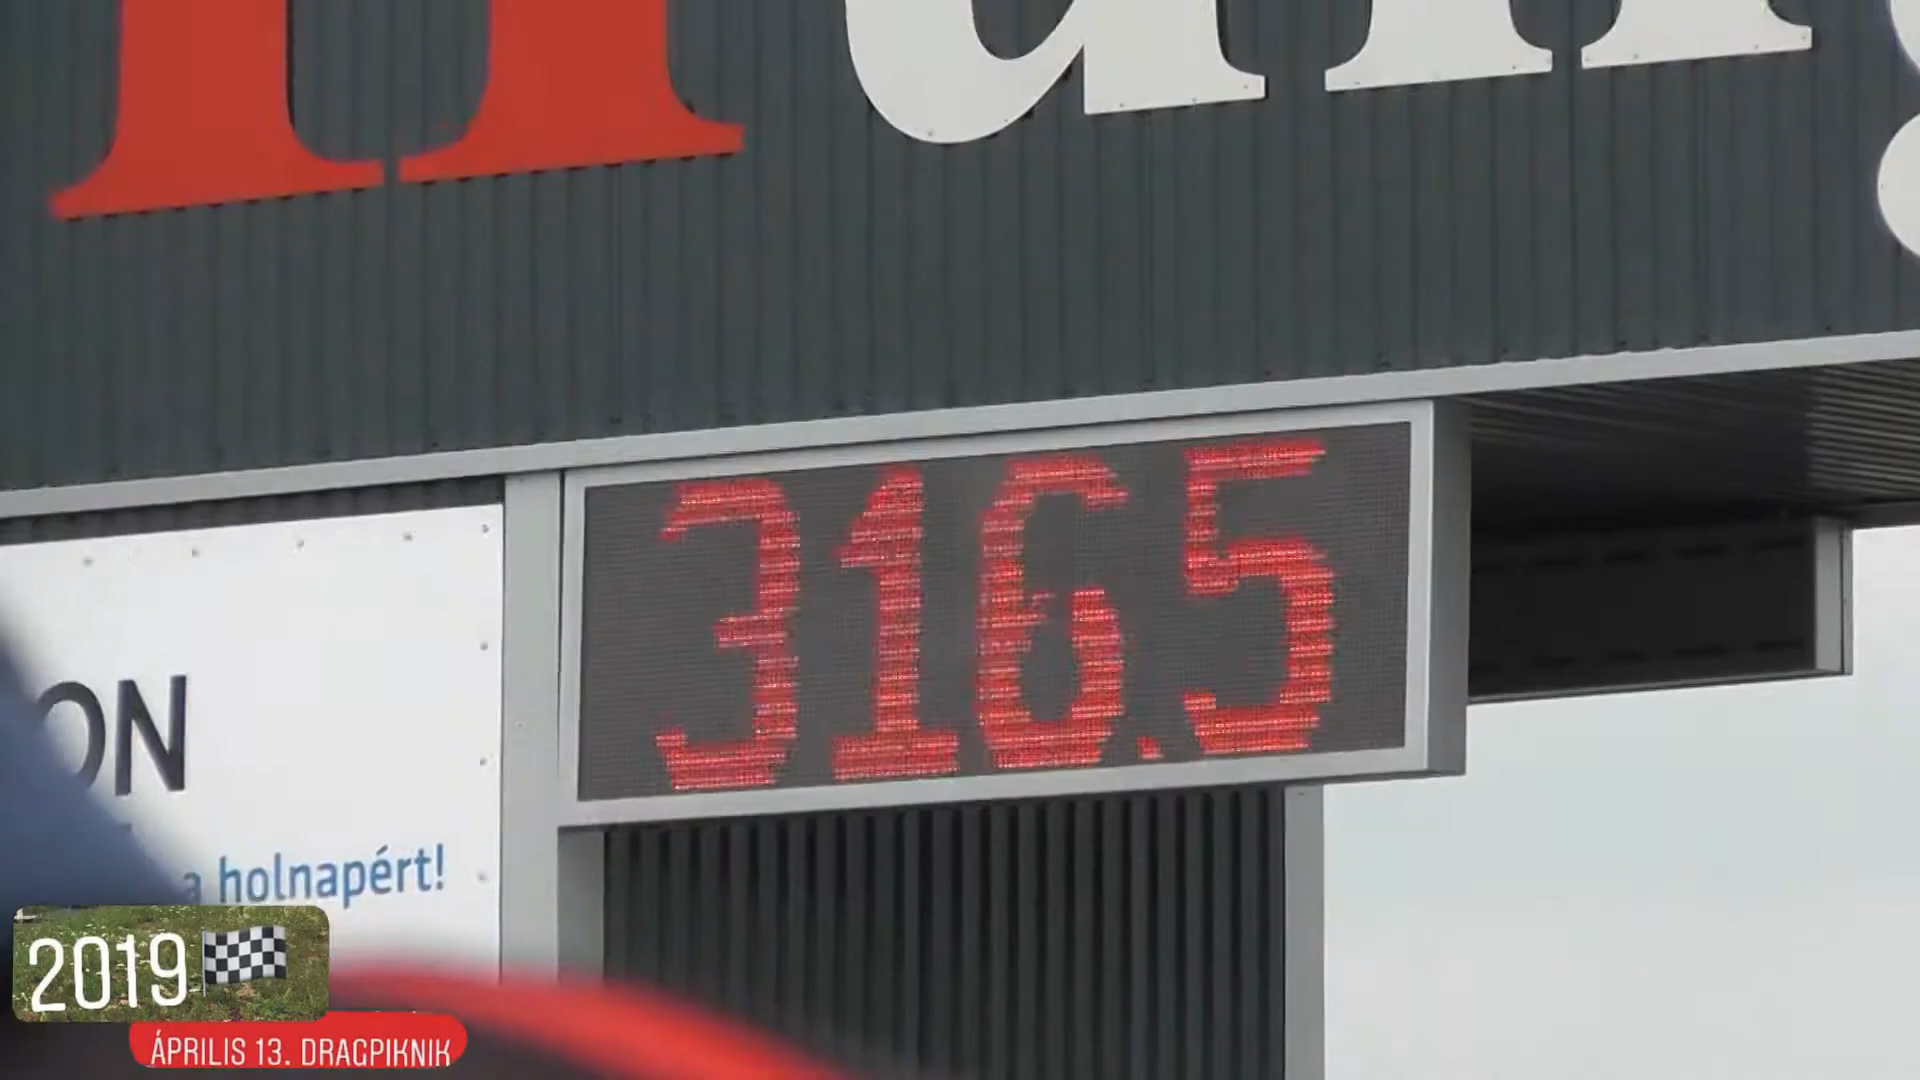 316.5
ON
a holnapért!
2019
ÁPRILIS 13. DRAGPIKNIK